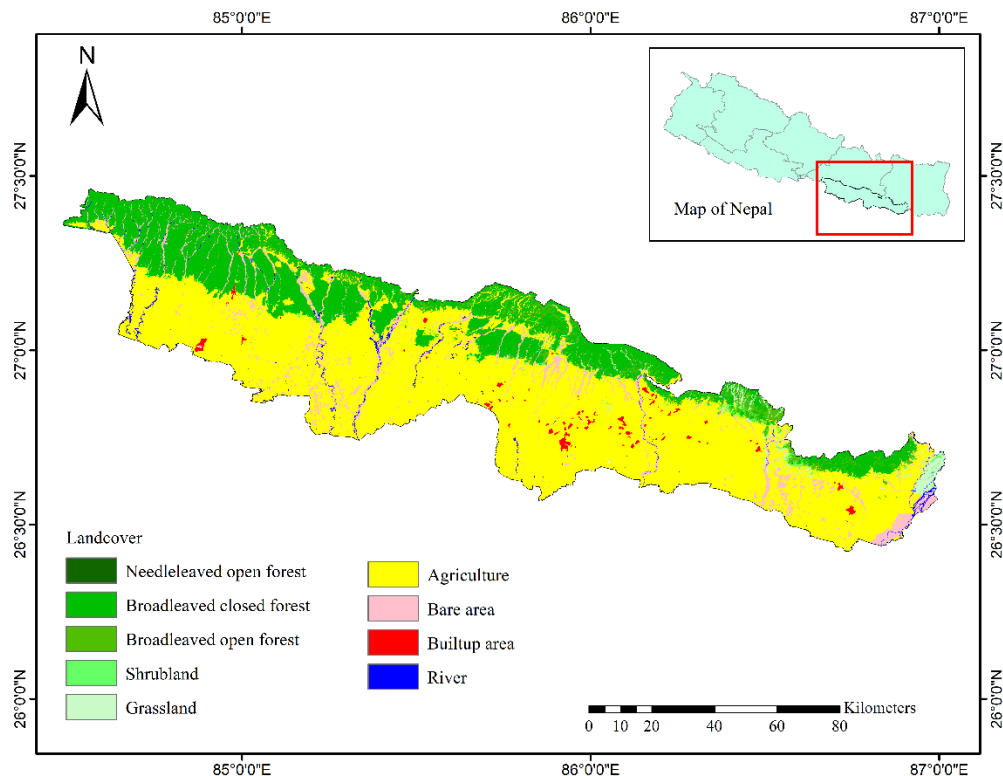 85°0'0"E 86°0'0"E 87°0'0"E
N
27°30'0"N
27°30'0"N
Map of Nepal
27°0'0"N
27°0'0"N
26°30'0"N
26°30'0"N
Landcover
Needleleaved open forest
Broadleaved closed forest
Broadleaved open forest
Shrubland
Grassland
Agriculture
Bare area
Builtup area
River
26°0'0"N
26°0'0"N
Kilometers
0 5 10 20 40 60 80
85°0'0"E 86°0'0"E 87°0'0"E